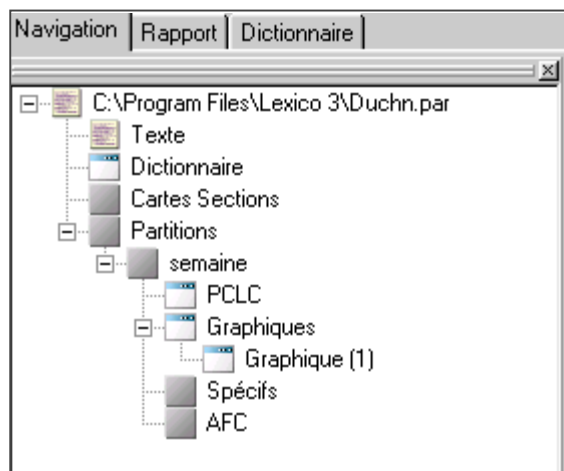 Navigation Rapport Dictionnaire
C:\Program Files\Lexico 3\Duchn.par
Texte
Dictionnaire
Cartes Sections
Partitions
semaine
PCLC
Graphiques
Graphique (1)
Spécifs
AFC